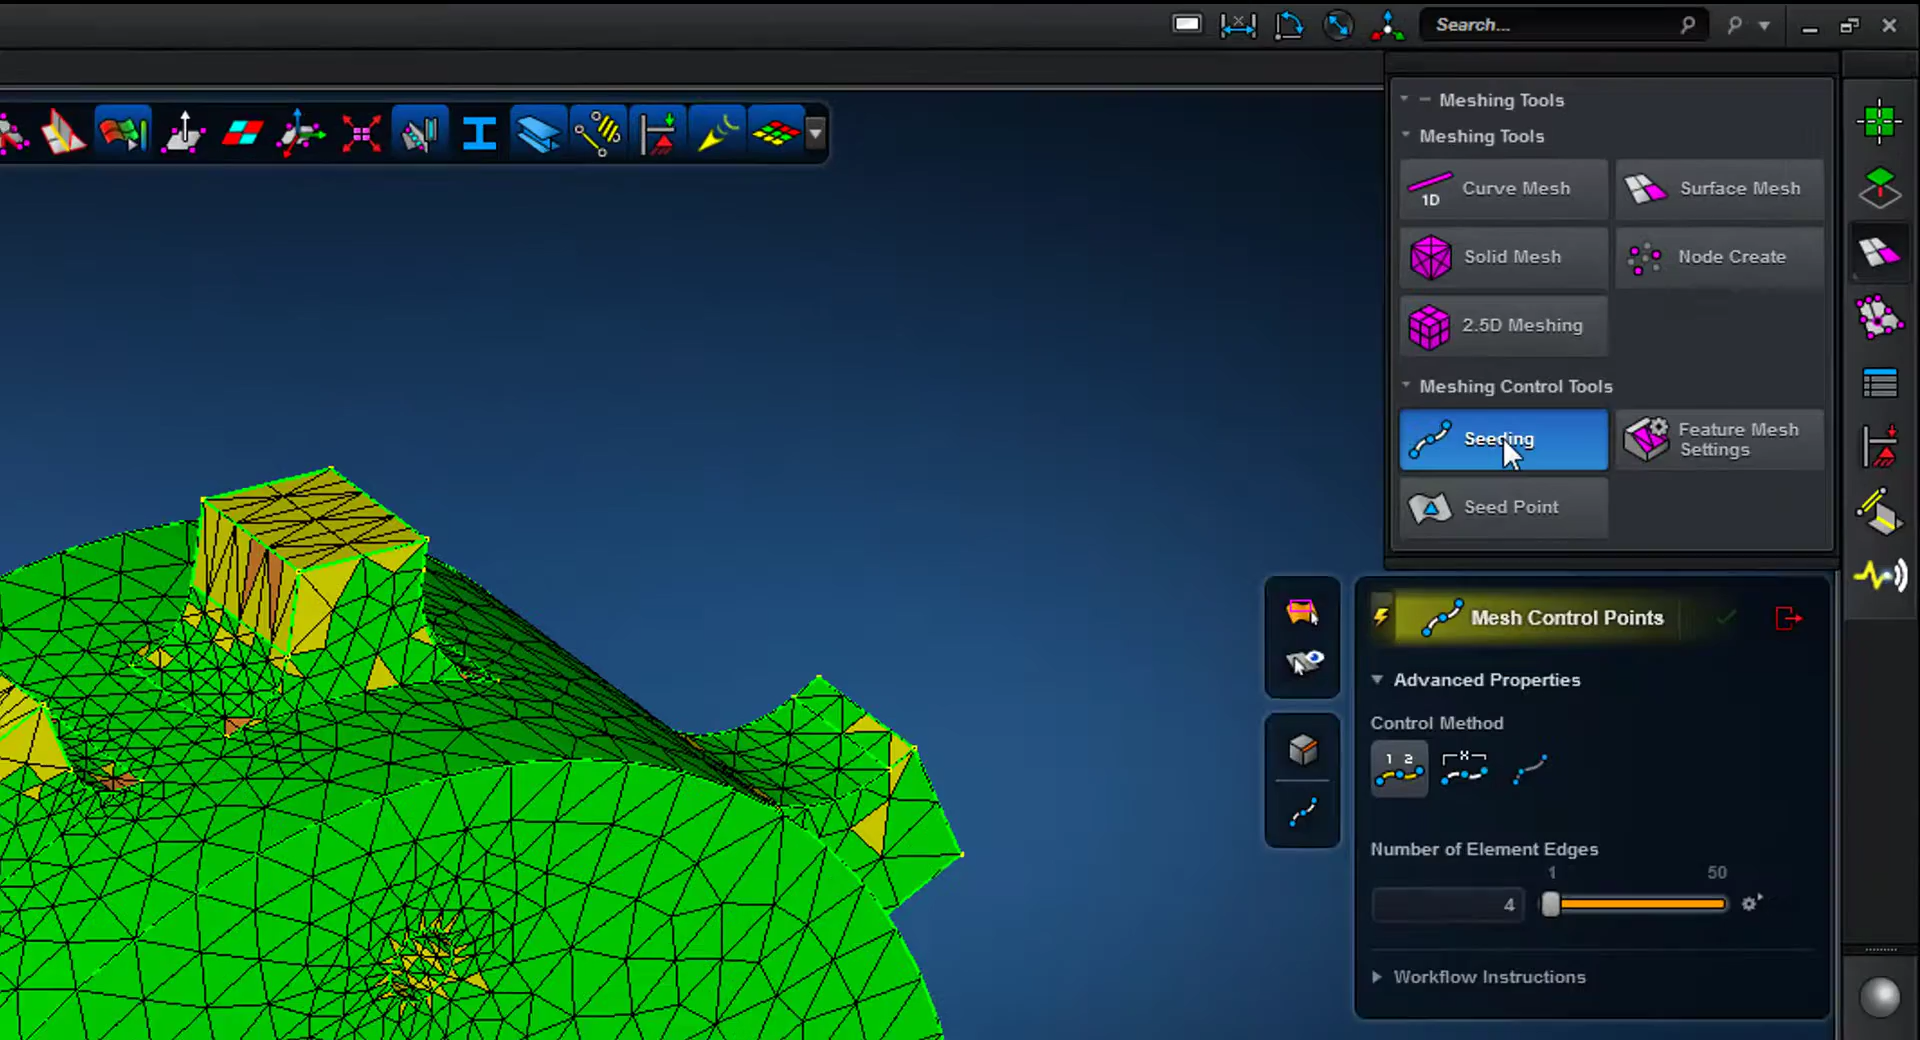 Search...
Meshing Tools
Meshing Tools
1D
Curve Mesh
Surface Mesh
Solid Mesh
Node Create
2.5D Meshing
Meshing Control Tools
Seeding
Feature Mesh
Settings
Seed Point
Mesh Control Points
Advanced Properties
Control Method
1 2
X
Number of Element Edges
1 50
4
Workflow Instructions